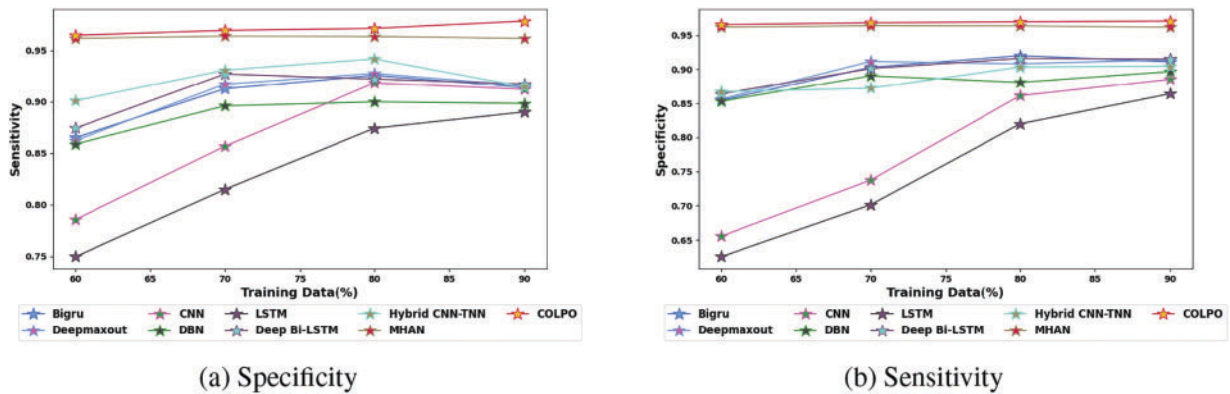 Sensitivity
0.95
0.90
0.85
0.80
0.75
60 65 70 75 80 85 90
Training Data(%)
Bigru CNN LSTM Hybrid CNN-TNN COLPO
Deepmaxout DBN Deep Bi-LSTM MHAN
(a) Specificity
Specificity
0.95
0.90
0.85
0.80
0.75
0.70
0.65
60 65 70 75 80 85 90
Training Data(%)
Bigru CNN LSTM Hybrid CNN-TNN COLPO
Deepmaxout DBN Deep Bi-LSTM MHAN
(b) Sensitivity